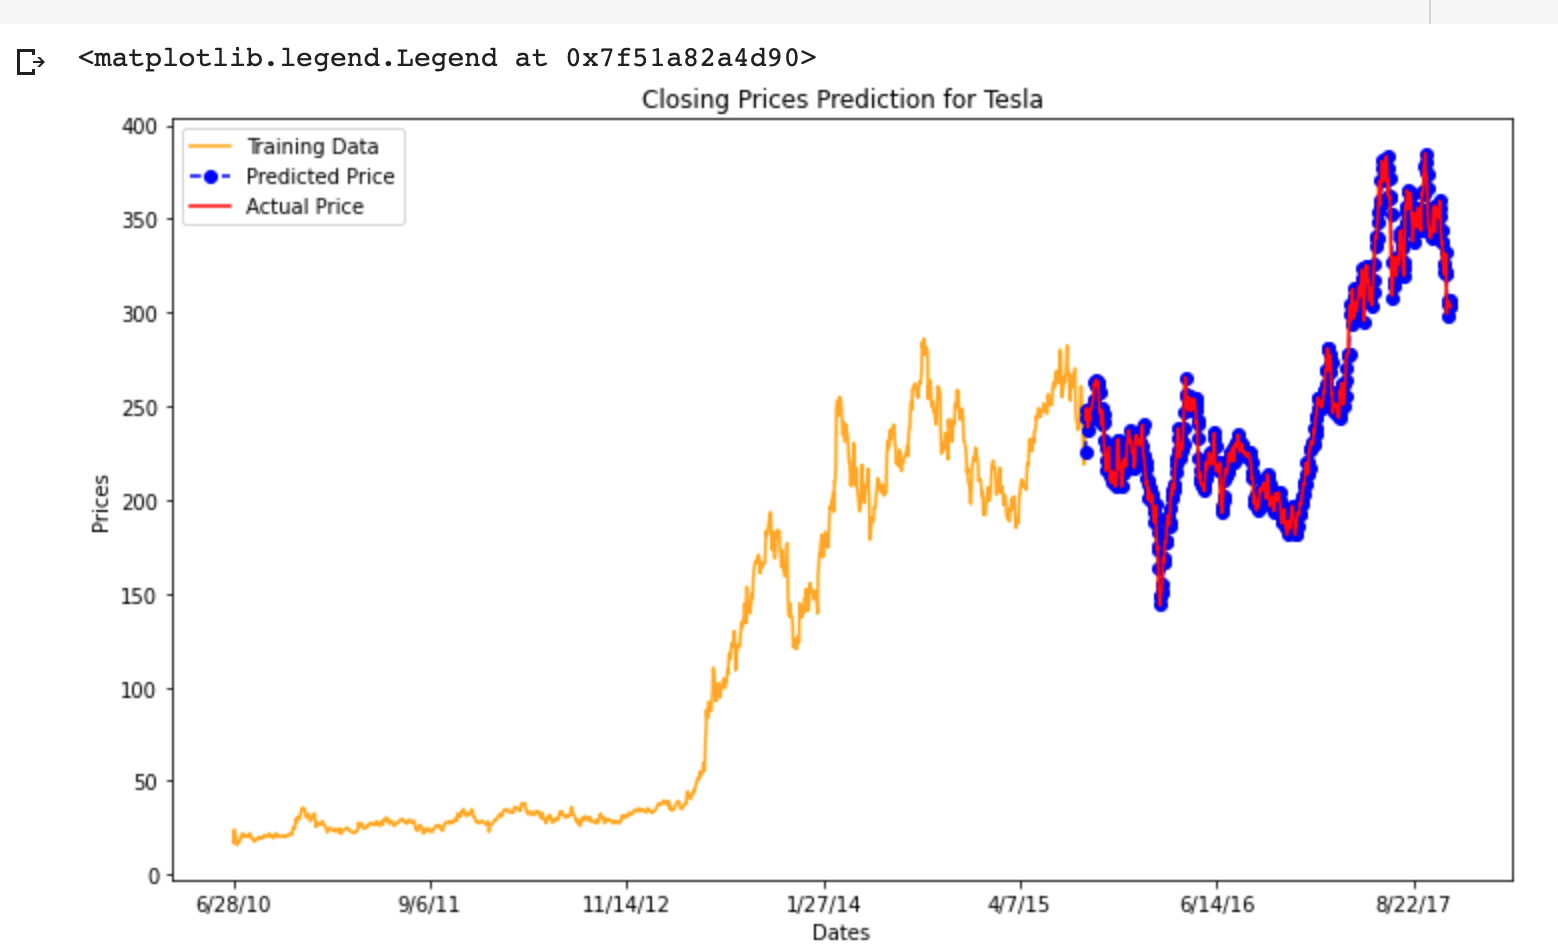 <matplotlib.legend.Legend at 0x7f51a82a4d90>
Closing Prices Prediction for Tesla
Training Data
Predicted Price
Actual Price
400
350
300
250
200
150
100
50
0
Prices
6/28/10 9/6/11 11/14/12 1/27/14 4/7/15 6/14/16 8/22/17
Dates